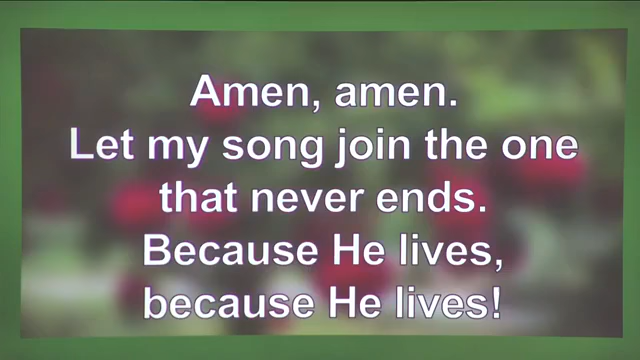 Amen, amen.
Let my song join the one
that never ends.
Because He lives,
because He lives!